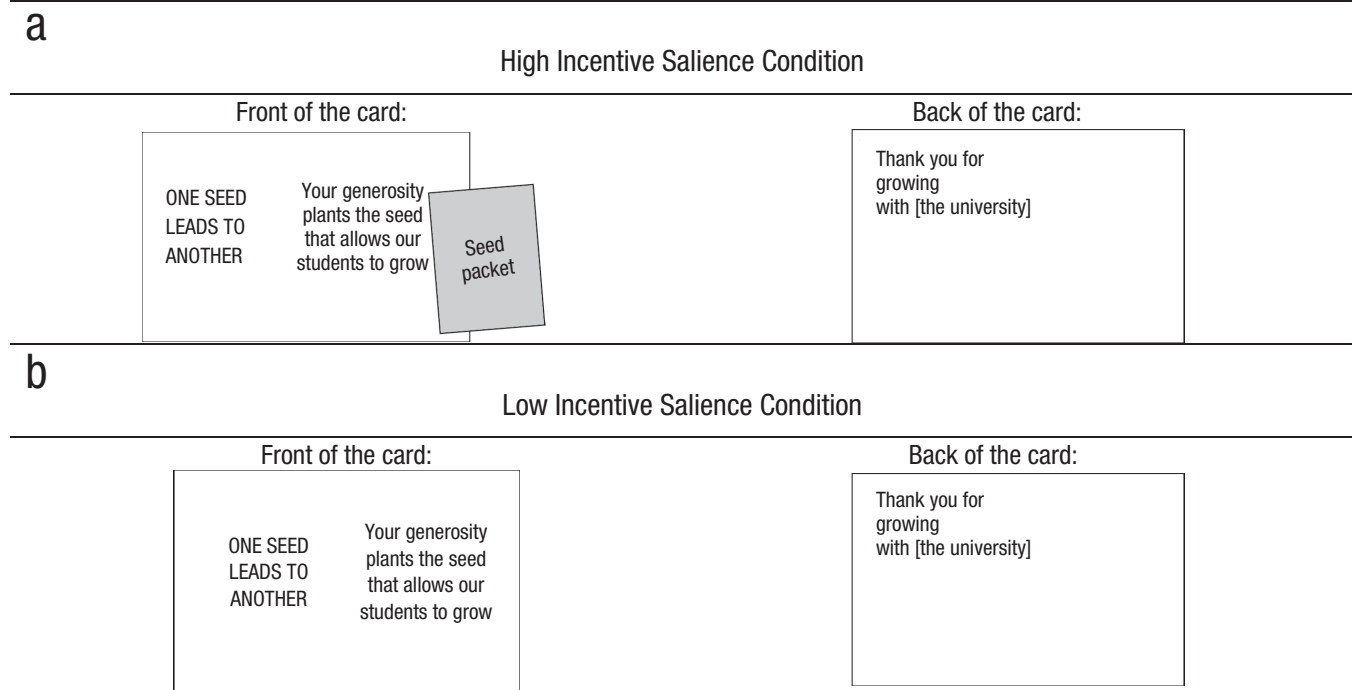 a
High Incentive Salience Condition
Front of the card:
ONE SEED
LEADS TO
ANOTHER
Your generosity
plants the seed
that allows our
students to grow
Seed
packet
Back of the card:
Thank you for
growing
with [the university]
b
Low Incentive Salience Condition
Front of the card:
ONE SEED
LEADS TO
ANOTHER
Your generosity
plants the seed
that allows our
students to grow
Back of the card:
Thank you for
growing
with [the university]